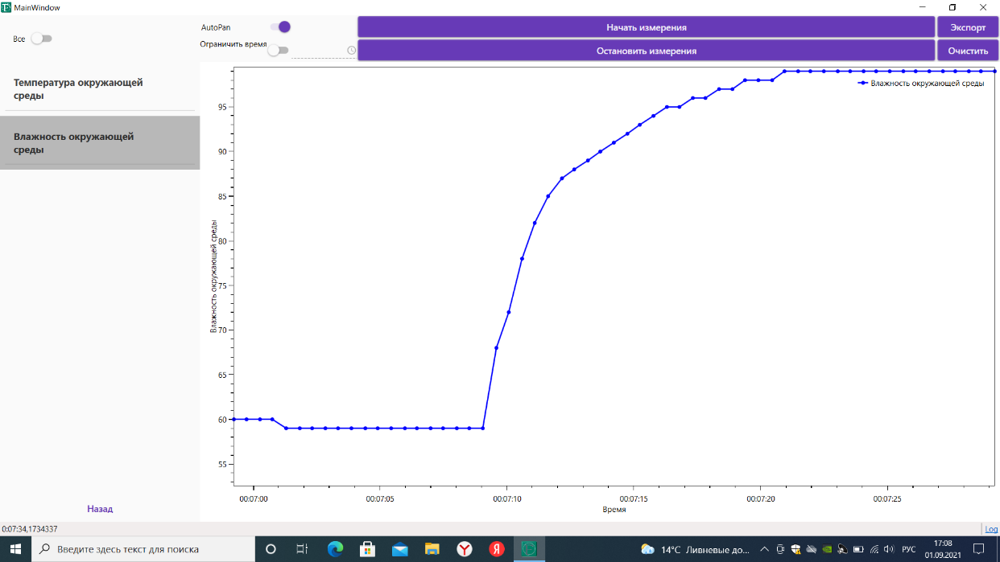 MainWindow
Все
AutoPan
Ограничить время
Начать измерения
Экспорт
Остановить измерения
Очистить
Температура окружающей
среды
Влажность окружающей
среды
Назад
Влажность окружающей среды
Влажность окружающей среды
95
90
85
80
75
70
65
60
55
00:07:00
00:07:05
00:07:10
00:07:15
00:07:20
00:07:25
Время
0:07:34,1734337
Log
Введите здесь текст для поиска
14°C Ливневые до...
РУС
17:08
01.09.2021